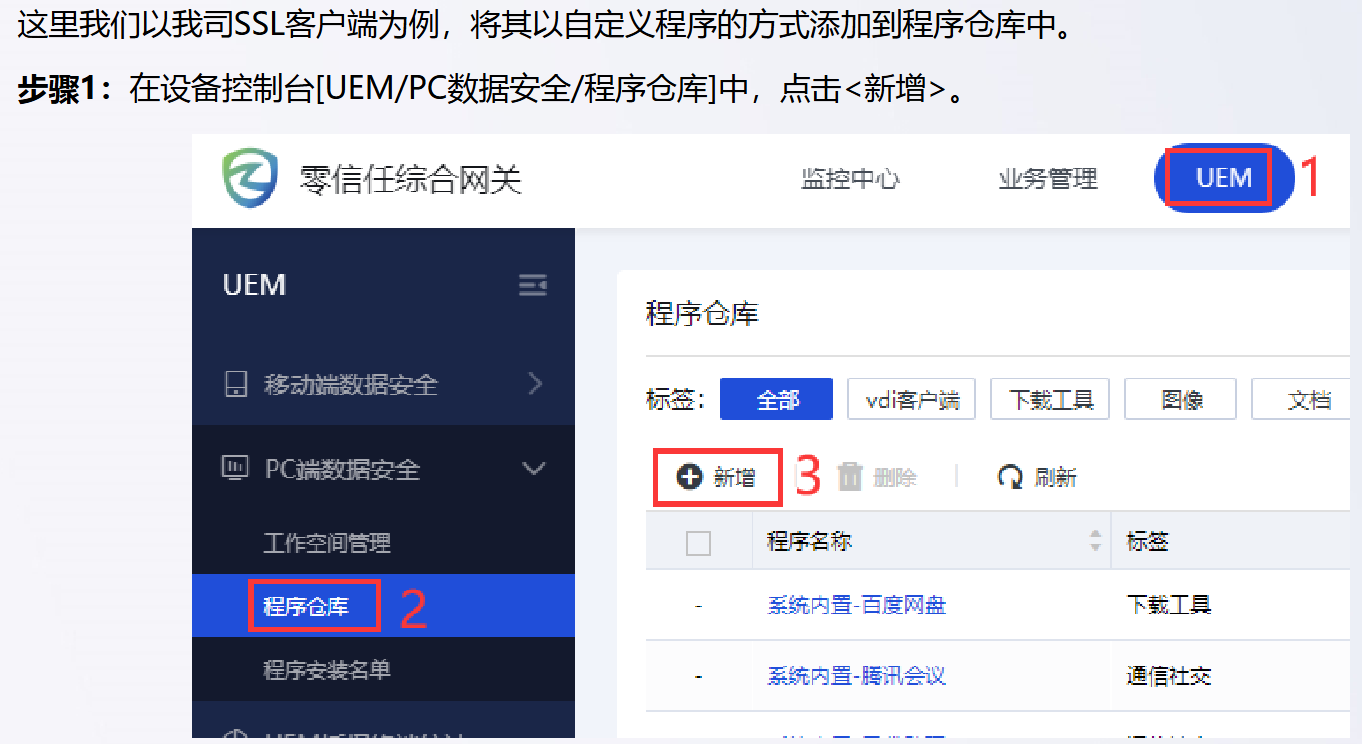 这里我们以我司SSL客户端为例，将其以自定义程序的方式添加到程序仓库中。
步骤1：在设备控制台[UEM/PC数据安全/程序仓库]中，点击<新增>。
零信任综合网关 监控中心 业务管理 UEM 1
UEM
程序仓库
移动端数据安全
标签： 全部 vdi客户端 下载工具 图像 文档
PC端数据安全
新增 3 删除 刷新
工作空间管理
程序名称 标签
程序仓库 2
系统内置-百度网盘 下载工具
程序安装名单
系统内置-腾讯会议 通信社交